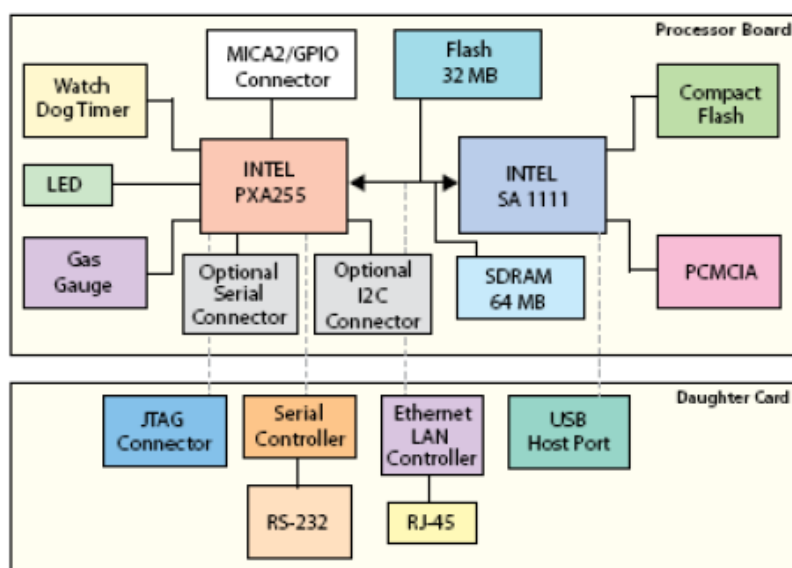 Processor Board
MICA2/GPIO
Connector
Flash
32 MB
Watch
Dog Timer
Compact
Flash
INTEL
PXA255
INTEL
SA 1111
LED
Gas
Gauge
Optional
Serial
Connector
Optional
I2C
Connector
SDRAM
64 MB
PCMCIA
Daughter Card
JTAG
Connector
Serial
Controller
Ethernet
LAN
Controller
USB
Host Port
RS-232
RJ-45